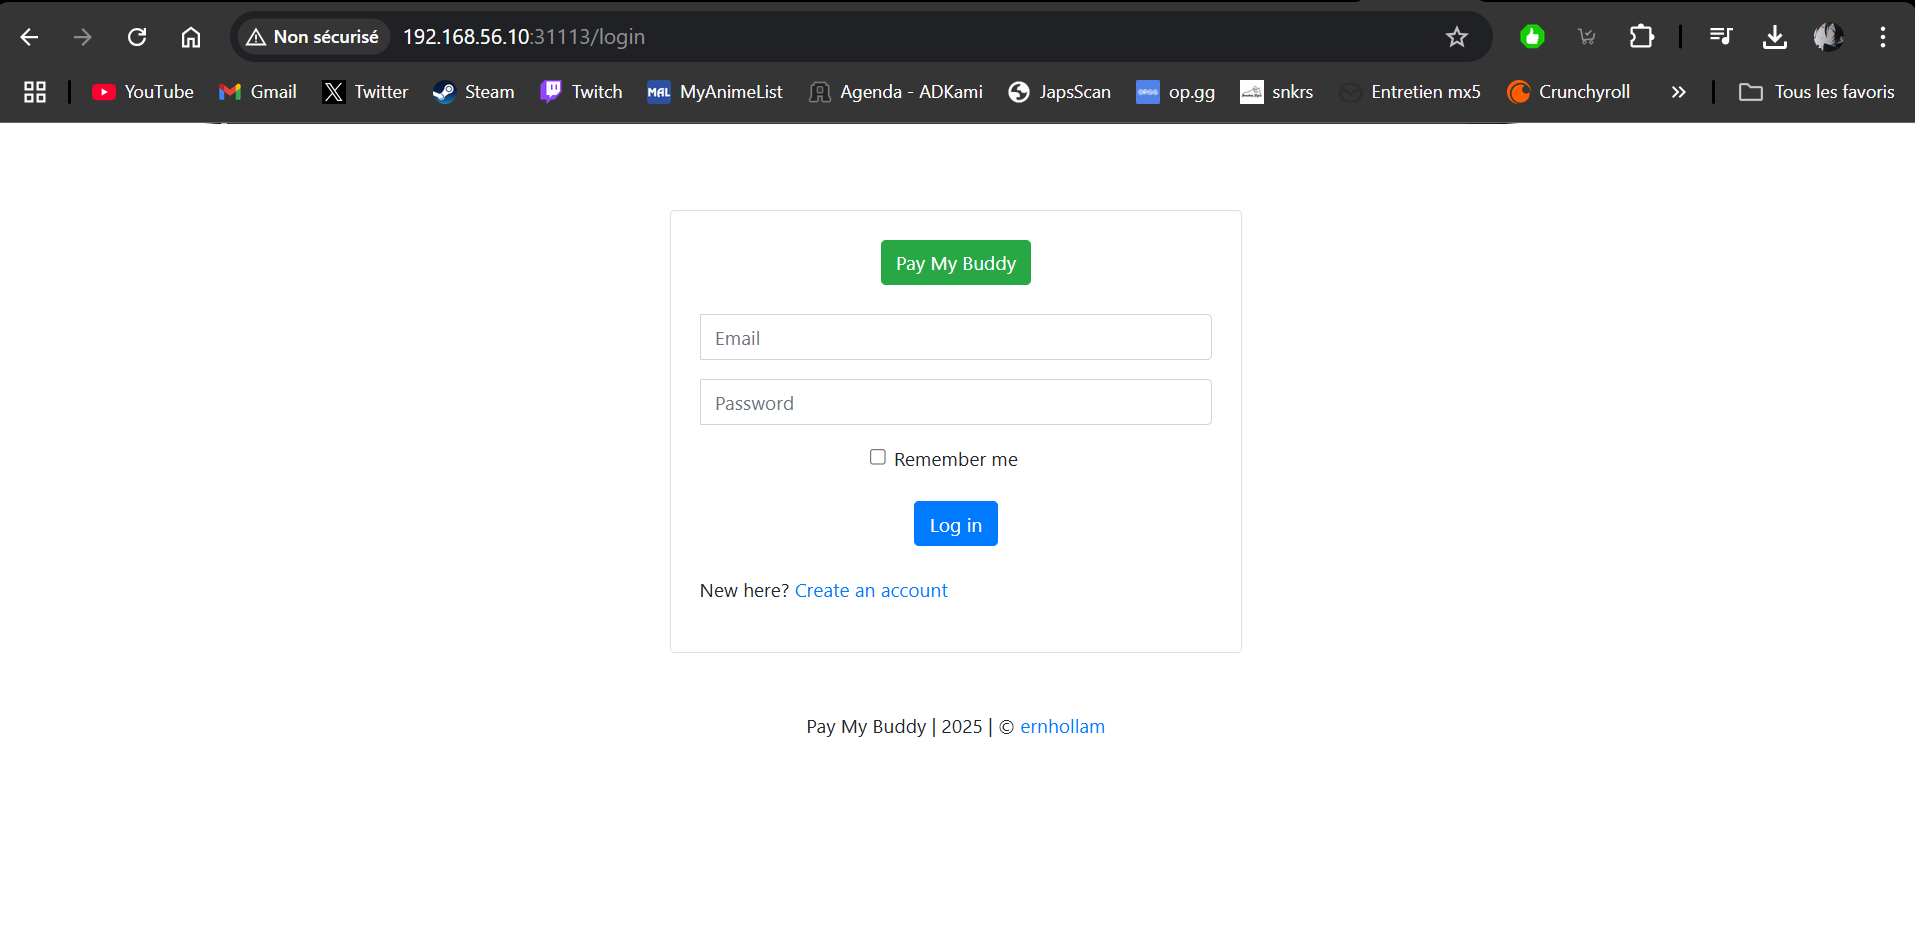 Non sécurisé 192.168.56.10:31113/login
YouTube Gmail Twitter Steam Twitch MAL MyAnimeList Agenda - ADKami JapsScan op.gg snkrs Entretien mx5 Crunchyroll » Tous les favoris
Pay My Buddy
Email
Password
Remember me
Log in
New here? Create an account
Pay My Buddy | 2025 | © ernhollam